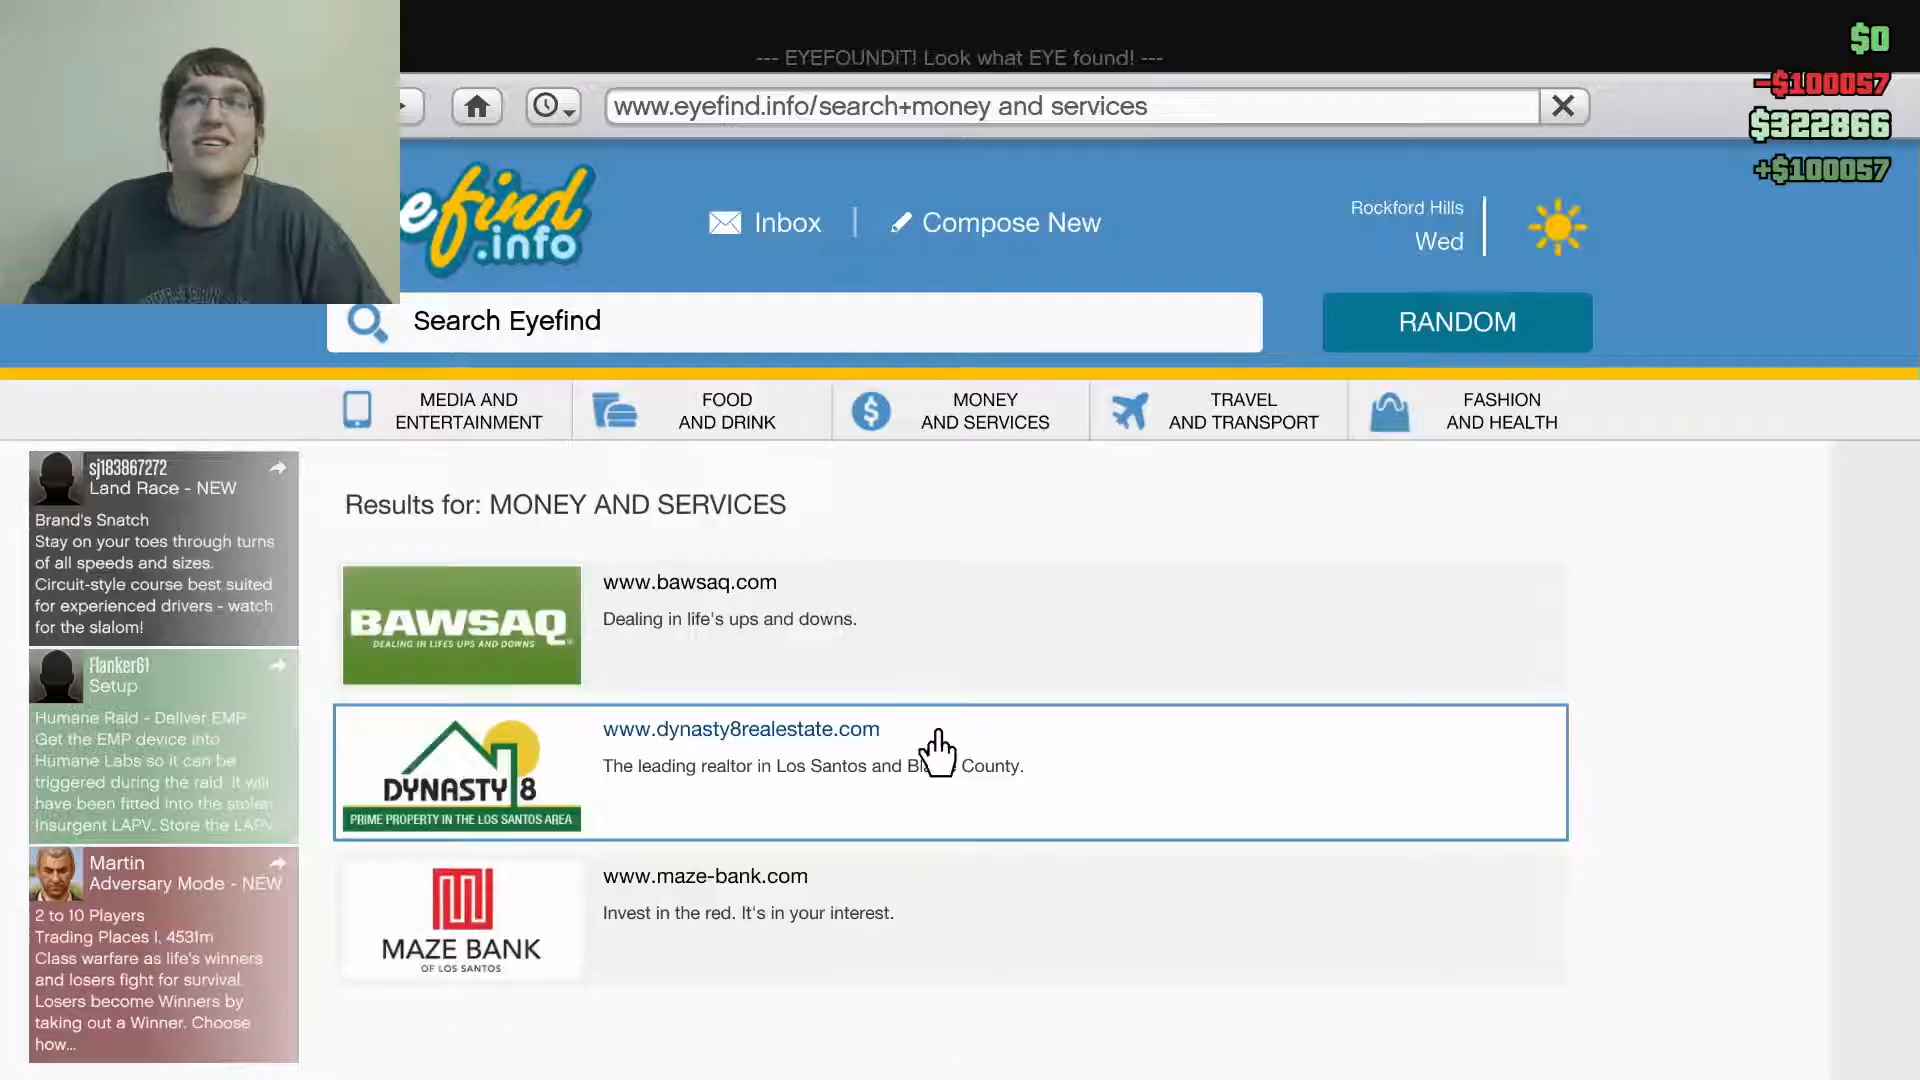 --- EYEFOUNDIT! Look what EYE found! ---
$0
-$100057
$322866
+$100057
www.eyefind.info/search+money and services
efind
.info
Inbox
Compose New
Rockford Hills
Wed
Search Eyefind
RANDOM
MEDIA AND
ENTERTAINMENT
FOOD
AND DRINK
MONEY
AND SERVICES
TRAVEL
AND TRANSPORT
FASHION
AND HEALTH
sj183867272
Land Race - NEW
Brand's Snatch
Stay on your toes through turns
of all speeds and sizes.
Circuit-style course best suited
for experienced drivers - watch
for the slalom!
Flanker61
Setup
Humane Raid - Deliver EMP
Get the EMP device into
Humane Labs so it can be
triggered during the raid. It will
have been fitted into the stolen
Insurgent LAPV. Store the LAPV
Martin
Adversary Mode - NEW
2 to 10 Players
Trading Places I, 4531m
Class warfare as life's winners
and losers fight for survival.
Losers become Winners by
taking out a Winner. Choose
how...
Results for: MONEY AND SERVICES
BAWSAQ
DEALING IN LIFE'S UPS AND DOWNS
www.bawsaq.com
Dealing in life's ups and downs.
DYNASTY 8
PRIME PROPERTY IN THE LOS SANTOS AREA
www.dynasty8realestate.com
The leading realtor in Los Santos and County.
MAZE BANK
OF LOS SANTOS
www.maze-bank.com
Invest in the red. It's in your interest.